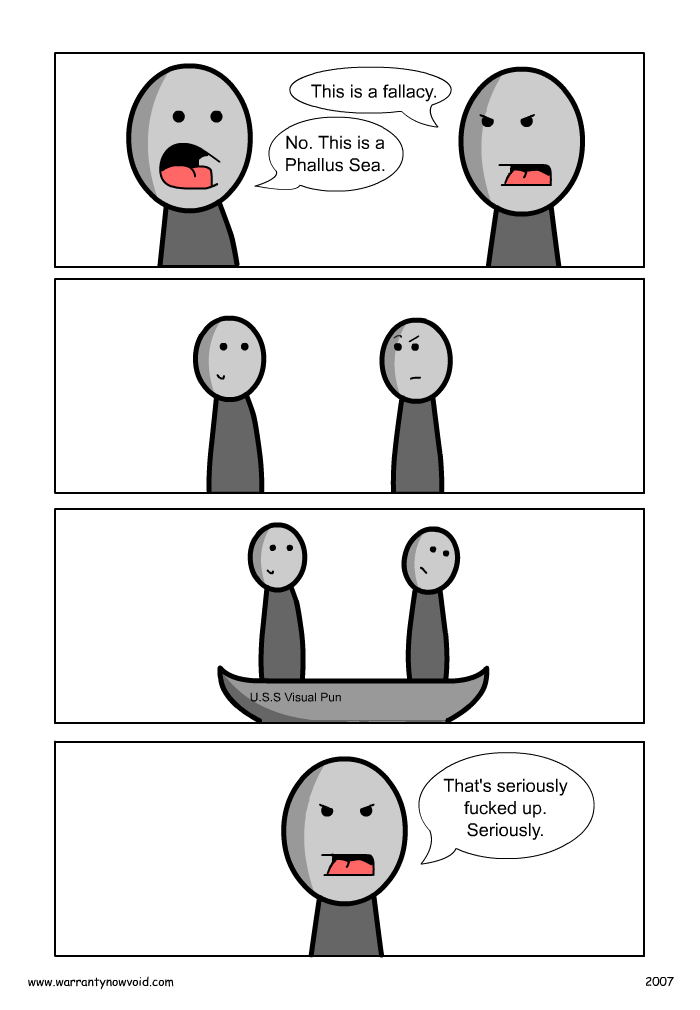 This is a fallacy.
No. This is a
Phallus Sea.
U.S.S Visual Pun
That's seriously
fucked up.
Seriously.
www.warrantynowvoid.com
2007